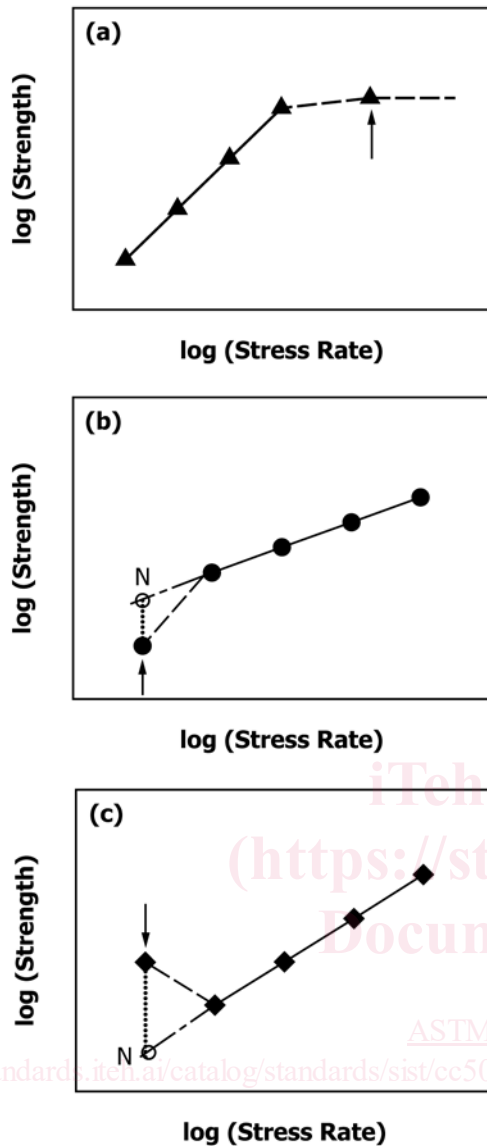 (a)
log (Strength)
log (Stress Rate)
(b)
log (Strength)
N
log (Stress Rate)
iTeh
(https://st
(c)
log (Strength)
Docum
N
ASTM
ndards.iteh.ai/catalog/standards/sist/cc50
log (Stress Rate)